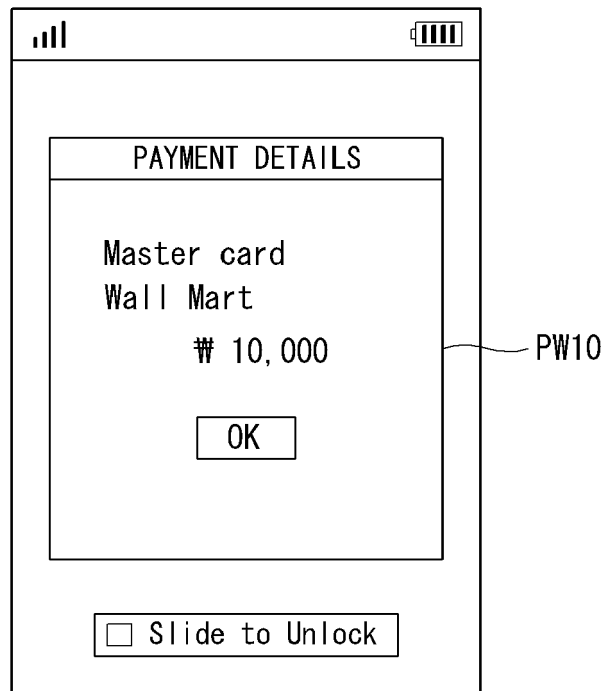 PAYMENT DETAILS
Master card
Wall Mart
₩ 10,000
PW10
OK
Slide to Unlock